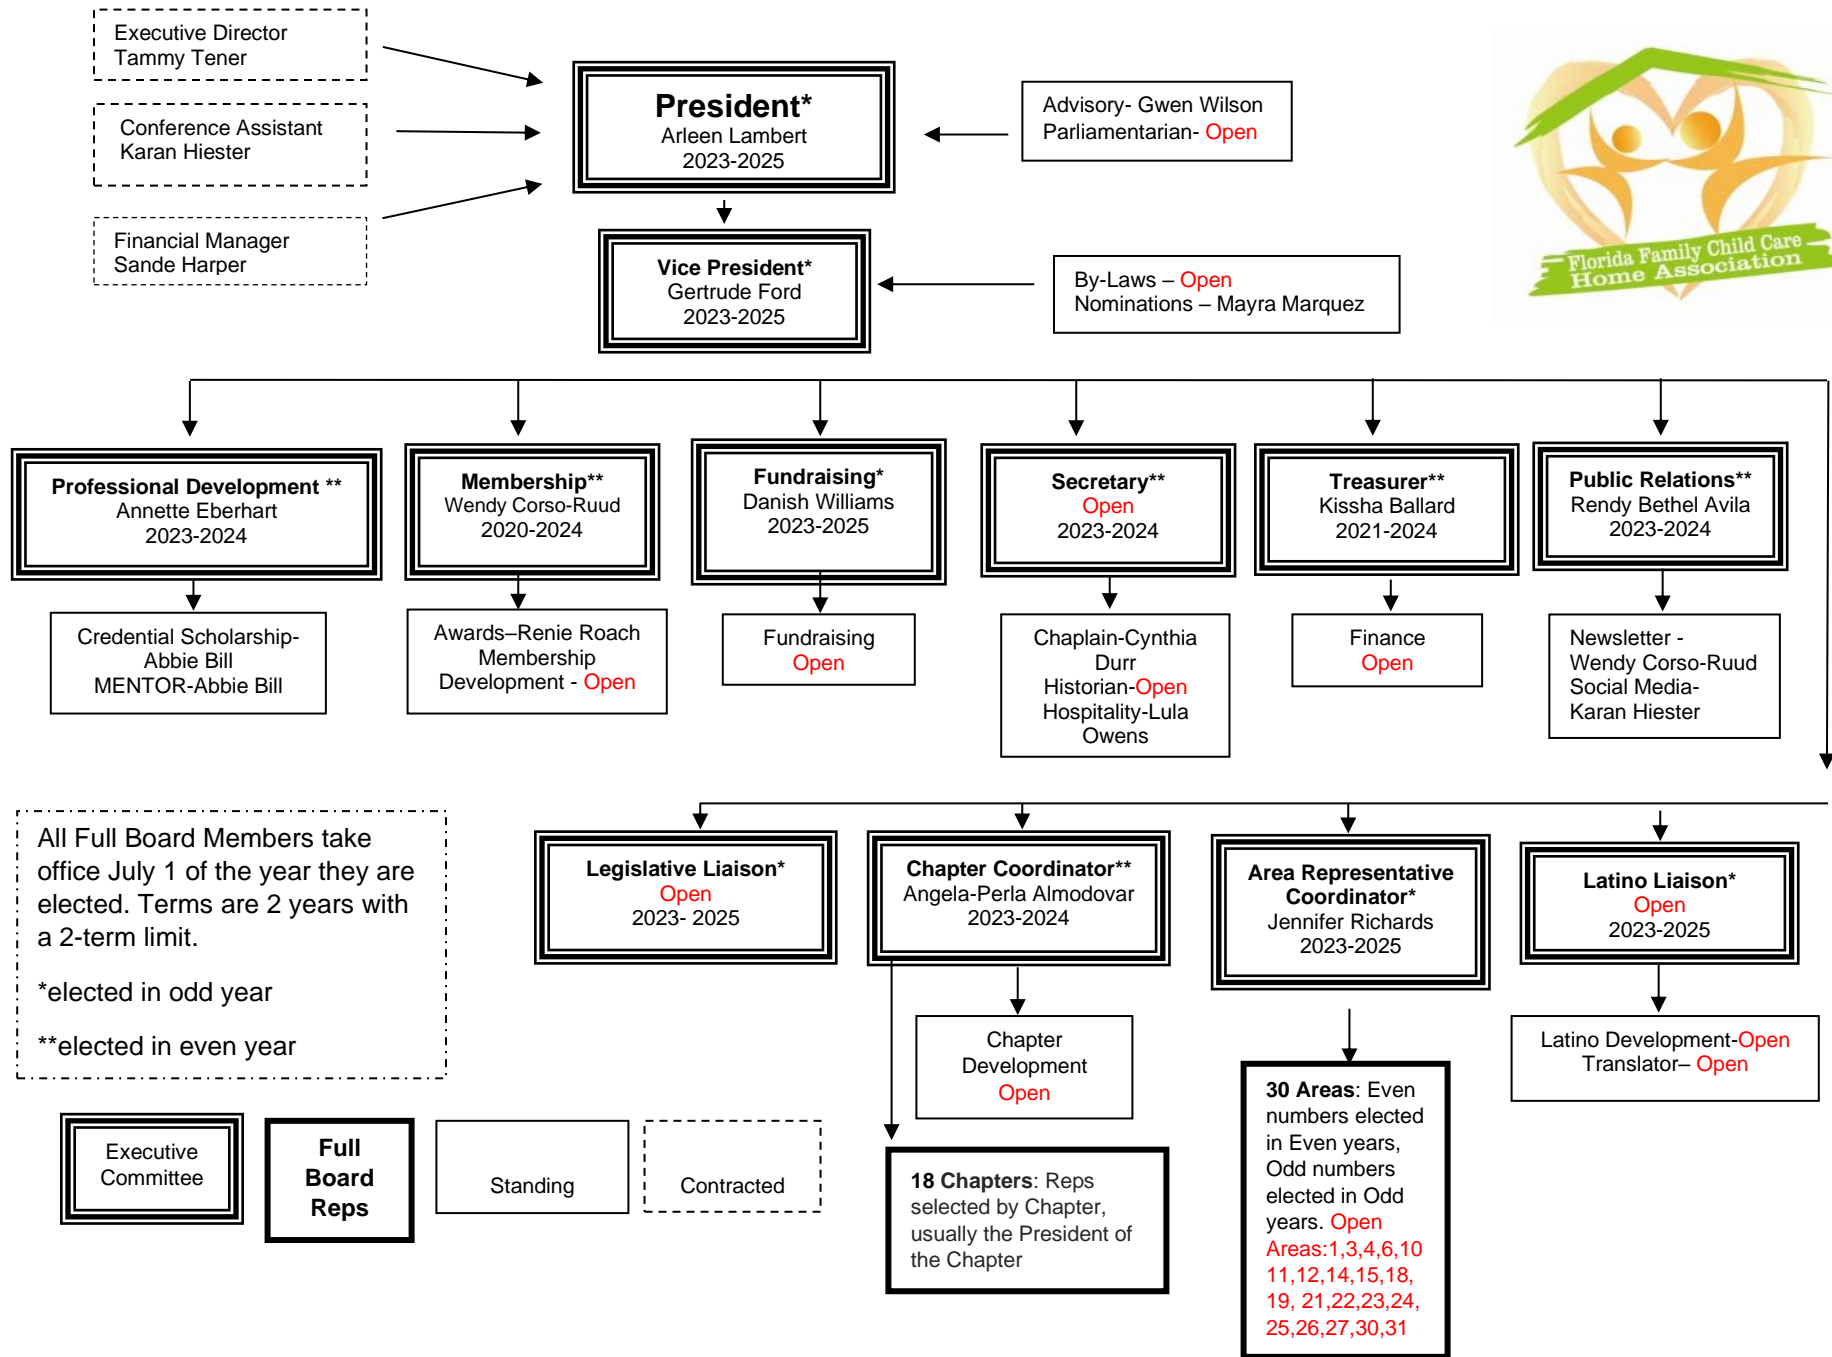 Executive Director
Tammy Tener
Conference Assistant
Karan Hiester
Financial Manager
Sande Harper
President*
Arleen Lambert
2023-2025
Advisory- Gwen Wilson
Parliamentarian- Open
Florida Family Child Care
Home Association
Vice President*
Gertrude Ford
2023-2025
By-Laws – Open
Nominations – Mayra Marquez
Professional Development **
Annette Eberhart
2023-2024
Membership**
Wendy Corso-Ruud
2020-2024
Fundraising*
Danish Williams
2023-2025
Secretary**
Open
2023-2024
Treasurer**
Kissha Ballard
2021-2024
Public Relations**
Rendy Bethel Avila
2023-2024
Credential Scholarship-
Abbie Bill
MENTOR-Abbie Bill
Awards–Renie Roach
Membership
Development - Open
Fundraising
Open
Chaplain-Cynthia
Durr
Historian-Open
Hospitality-Lula
Owens
Finance
Open
Newsletter -
Wendy Corso-Ruud
Social Media-
Karan Hiester
All Full Board Members take
office July 1 of the year they are
elected. Terms are 2 years with
a 2-term limit.
*elected in odd year
**elected in even year
Legislative Liaison*
Open
2023- 2025
Chapter Coordinator**
Angela-Perla Almodovar
2023-2024
Area Representative
Coordinator*
Jennifer Richards
2023-2025
Latino Liaison*
Open
2023-2025
Chapter
Development
Open
Latino Development-Open
Translator– Open
18 Chapters: Reps
selected by Chapter,
usually the President of
the Chapter
30 Areas: Even
numbers elected
in Even years,
Odd numbers
elected in Odd
years. Open
Areas:1,3,4,6,10
11,12,14,15,18,
19, 21,22,23,24,
25,26,27,30,31
Executive
Committee
Full
Board
Reps
Standing
Contracted